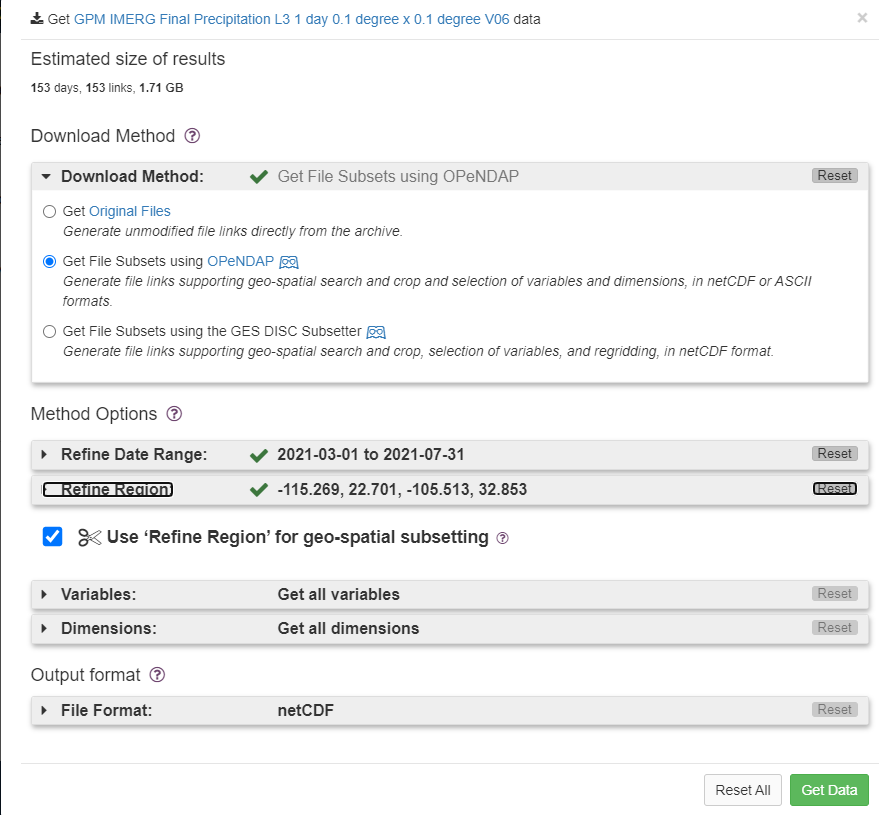 Get GPM IMERG Final Precipitation L3 1 day 0.1 degree x 0.1 degree V06 data ×
Estimated size of results
153 days, 153 links, 1.71 GB
Download Method ?
Download Method: Get File Subsets using OPeNDAP Reset
Get Original Files
Generate unmodified file links directly from the archive.
Get File Subsets using OPeNDAP
Generate file links supporting geo-spatial search and crop and selection of variables and dimensions, in netCDF or ASCII
formats.
Get File Subsets using the GES DISC Subsetter
Generate file links supporting geo-spatial search and crop, selection of variables, and regridding, in netCDF format.
Method Options ?
Refine Date Range: 2021-03-01 to 2021-07-31 Reset
Refine Region: -115.269, 22.701, -105.513, 32.853 Reset
Use ‘Refine Region’ for geo-spatial subsetting ?
Variables: Get all variables Reset
Dimensions: Get all dimensions Reset
Output format ?
File Format: netCDF Reset
Reset All Get Data